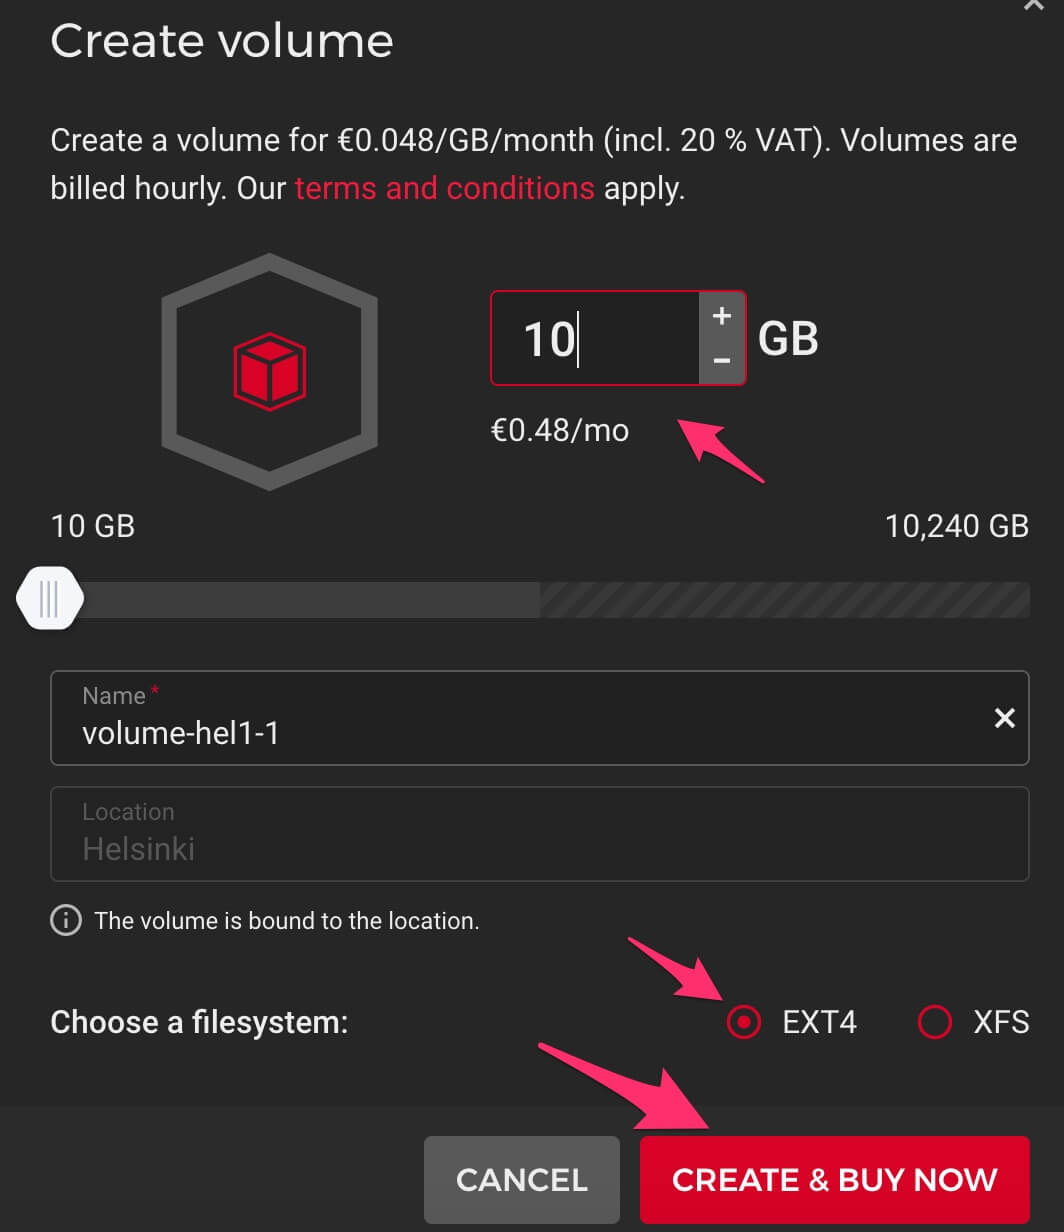 Create volume
Create a volume for €0.048/GB/month (incl. 20 % VAT). Volumes are
billed hourly. Our terms and conditions apply.
10
+
−
GB
€0.48/mo
10 GB
10,240 GB
Name *
volume-hel1-1
Location
Helsinki
The volume is bound to the location.
Choose a filesystem:
EXT4
XFS
CANCEL
CREATE & BUY NOW